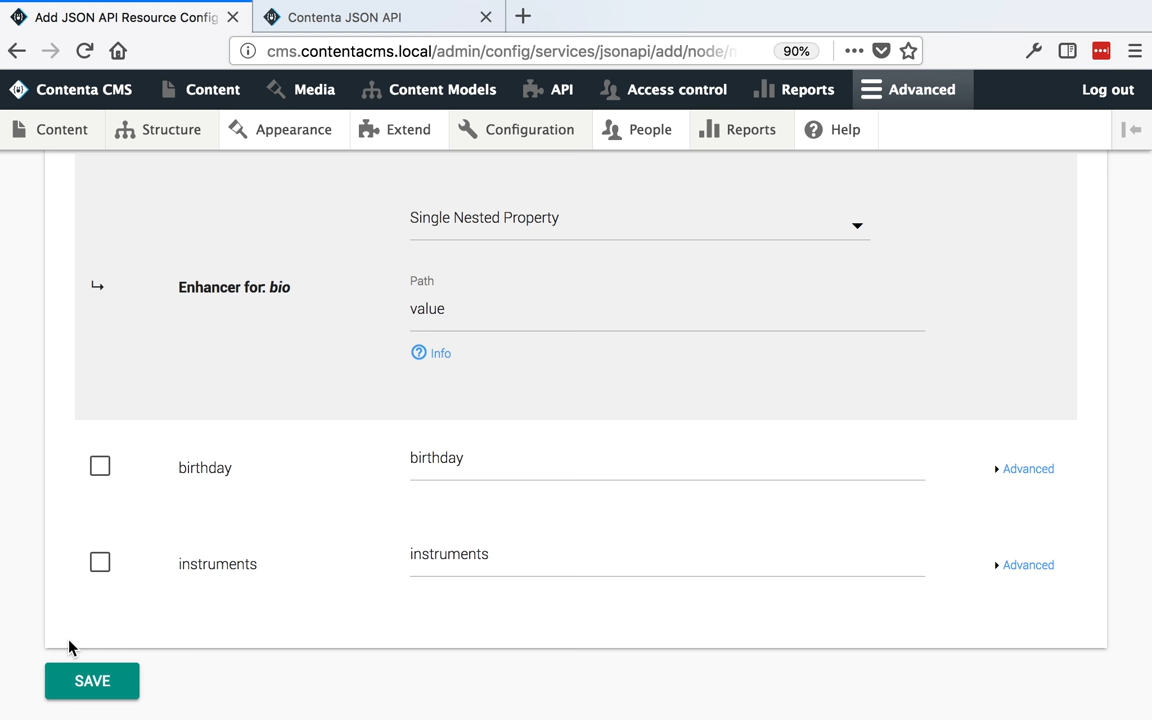 Add JSON API Resource Config
Contenta JSON API
cms.contentacms.local/admin/config/services/jsonapi/add/node/
90%
Contenta CMS
Content
Media
Content Models
API
Access control
Reports
Advanced
Log out
Content
Structure
Appearance
Extend
Configuration
People
Reports
Help
Single Nested Property
Enhancer for: bio
Path
value
Info
birthday
birthday
Advanced
instruments
instruments
Advanced
SAVE